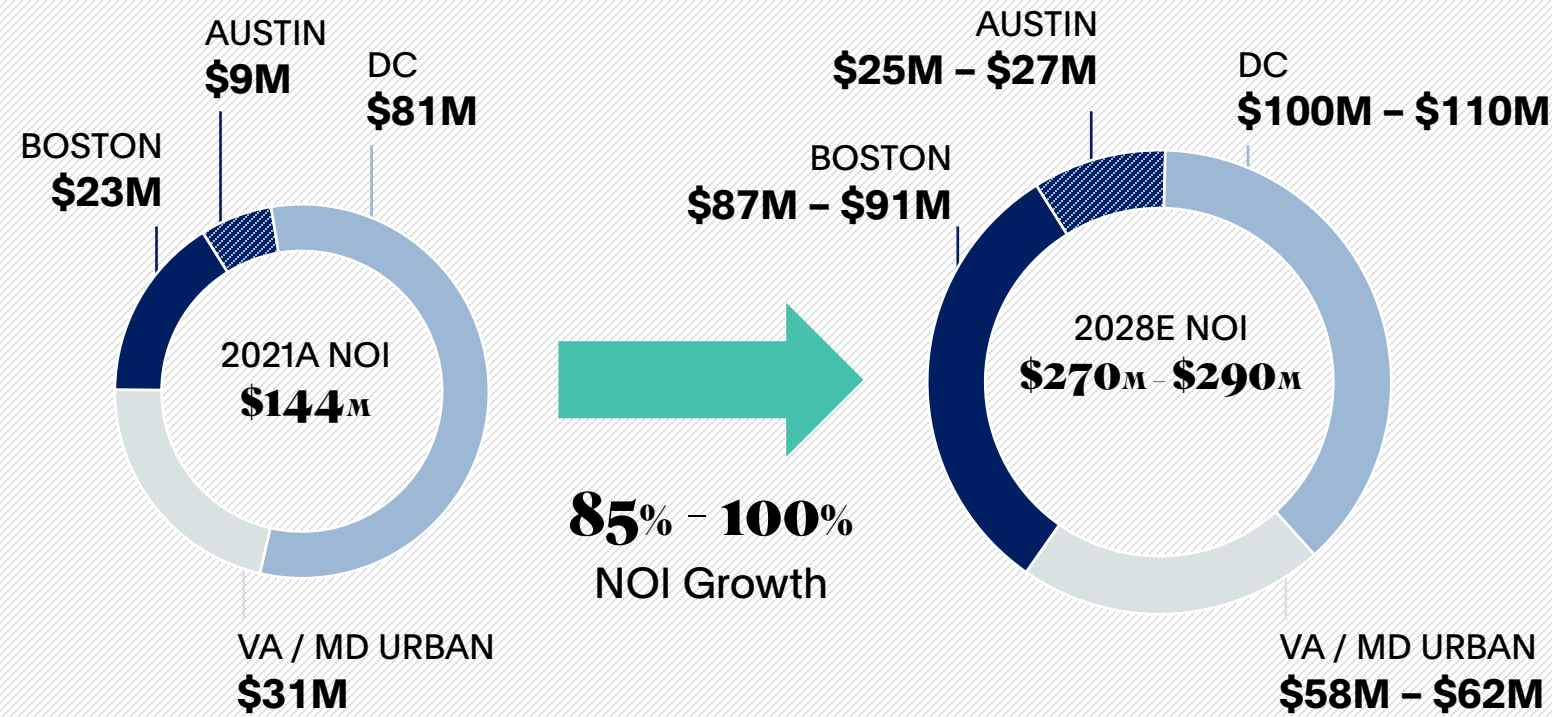 AUSTIN
$9M
DC
$81M
BOSTON
$23M
2021A NOI
$144M
VA / MD URBAN
$31M
85% – 100%
NOI Growth
AUSTIN
$25M – $27M
DC
$100M – $110M
BOSTON
$87M – $91M
2028E NOI
$270M – $290M
VA / MD URBAN
$58M – $62M